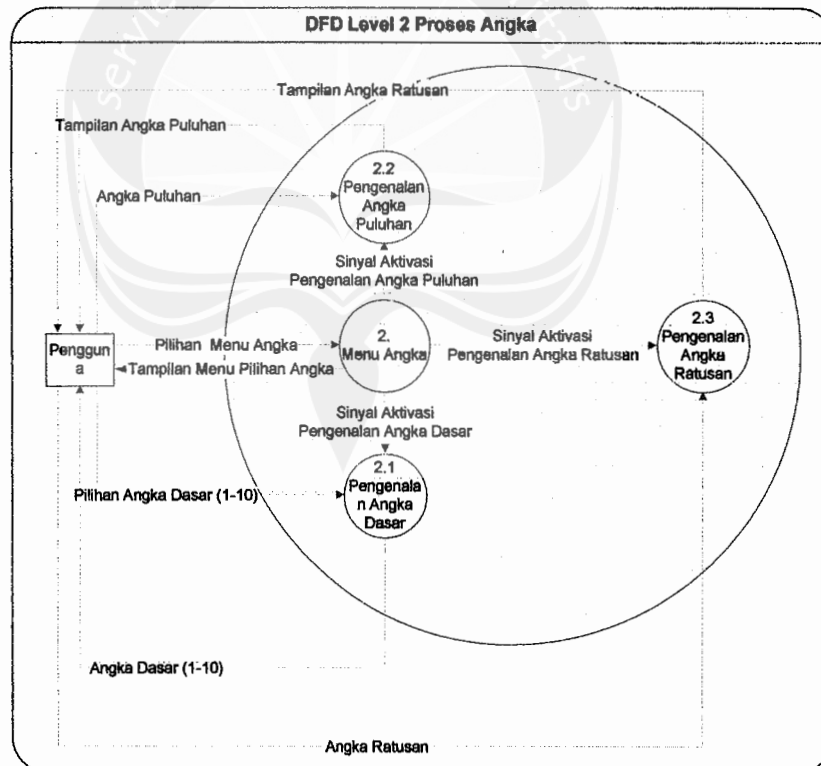 DFD Level 2 Proses Angka
servie
tatis
Tampilan Angka Ratusan
Tampilan Angka Puluhan
Angka Puluhan
2.2
Pengenalan
Angka
Puluhan
Sinyal Aktivasi
Pengenalan Angka Puluhan
Penggun
a
Pilihan Menu Angka
Tampilan Menu Pilihan Angka
2.
Menu Angka
Sinyal Aktivasi
Pengenalan Angka Ratusan
2.3
Pengenalan
Angka
Ratusan
Sinyal Aktivasi
Pengenalan Angka Dasar
Pilihan Angka Dasar (1-10)
2.1
Pengenala
n Angka
Dasar
Angka Dasar (1-10)
Angka Ratusan